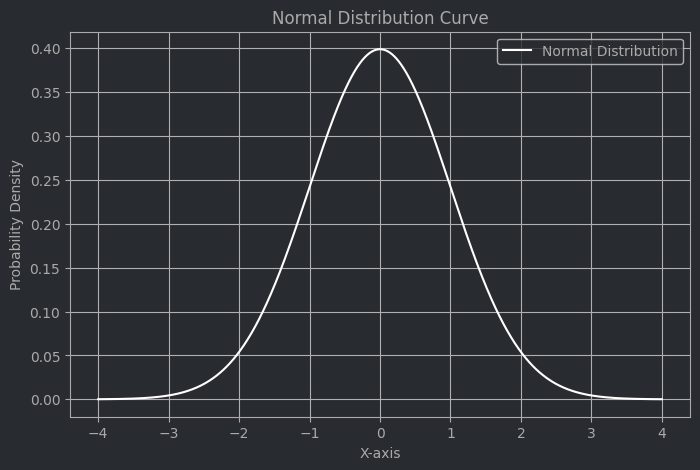 Normal Distribution Curve
Normal Distribution
Probability Density
0.40
0.35
0.30
0.25
0.20
0.15
0.10
0.05
0.00
−4 −3 −2 −1 0 1 2 3 4
X-axis